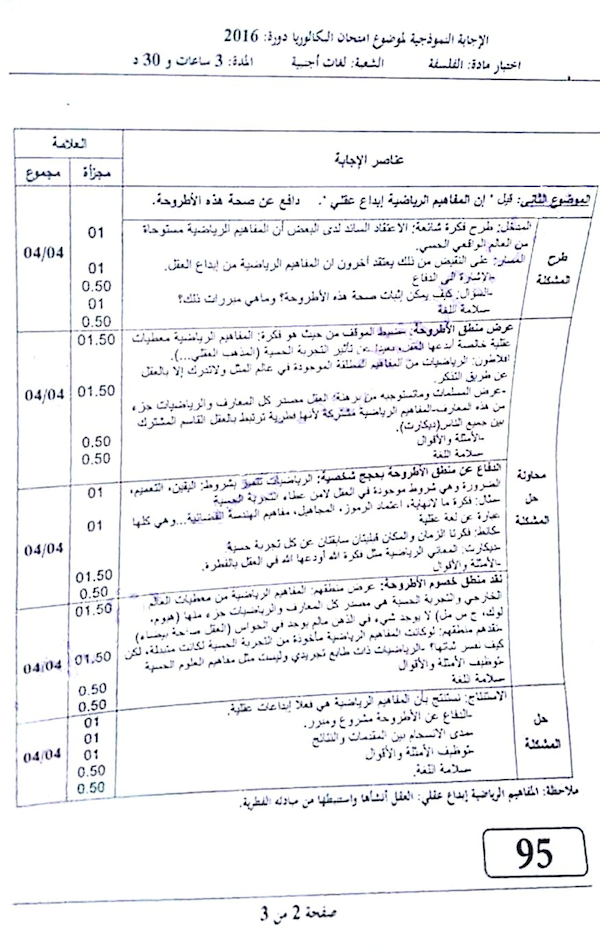 الإجابة النموذجية لموضوع امتحان البكالوريا دورة: 2016
اختبار مادة: الفلسفة الشعبة: لغات أجنبية المدة: 3 ساعات و 30 د
عناصر الإجابة العلامة
مجزأة مجموع
الموضوع الثاني: قيل "إن المفاهيم الرياضية إبداع عقلي". دافع عن صحة هذه الأطروحة.
طرح المشكلة
المدخل: طرح فكرة شائعة: الاعتقاد السائد لدى البعض أن المفاهيم الرياضية مستوحاة 01 04/04
من العالم الواقعي الحسي.
المسار: على النقيض من ذلك يعتقد آخرون ان المفاهيم الرياضية من إبداع العقل. 01
-الإشارة الى الدفاع 0.50
-السؤال: كيف يمكن إثبات صحة هذه الأطروحة؟ وماهي مبررات ذلك؟ 01
-سلامة اللغة 0.50
محاولة حل المشكلة
عرض منطق الأطروحة: -ضبط الموقف من حيث هو فكرة: المفاهيم الرياضية معطيات 01.50 04/04
عقلية خالصة أبدعها العقل بعيدا عن تأثير التجربة الحسية (المذهب العقلي...).
افلاطون: الرياضيات من المفاهيم المطلقة الموجودة في عالم المثل ولاتدرك إلا بالعقل
عن طريق التذكر.
-عرض المسلمات وماتستوجبه من برهنة: العقل مصدر كل المعارف والرياضيات جزء 01.50
من هذه المعارف-المفاهيم الرياضية مشتركة لأنها فطرية ترتبط بالعقل القاسم المشترك
بين جميع الناس(ديكارت).
-الأمثلة والأقوال 0.50
-سلامة اللغة 0.50
الدفاع عن منطق الأطروحة بحجج شخصية: الرياضيات تتميز بشروط: اليقين، التعميم، 01 04/04
الضرورة وهي شروط موجودة في العقل لامن عطاء التجربة الحسية
-مثال: فكرة ما لانهاية، اعتماد الرموز، المجاهيل، مفاهيم الهندسة الفضائية...وهي كلها 01
عبارة عن لغة عقلية
-كانط: فكرتا الزمان والمكان قبليتان سابقتان عن كل تجربة حسية.
-ديكارت: المعاني الرياضية مثل فكرة الله أودعها الله في العقل بالفطرة. 01.50
-الأمثلة والأقوال 0.50
نقد منطق خصوم الأطروحة: عرض منطقهم: المفاهيم الرياضية من معطيات العالم 01.50 04/04
الخارجي والتجربة الحسية هي مصدر كل المعارف والرياضيات جزء منها (هيوم،
لوك، ج س مل) لا يوجد شيء في الذهن مالم يوجد في الحواس (العقل صفحة بيضاء)
-نقدهم منطقهم: لوكانت المفاهيم الرياضية مأخوذة من التجربة الحسية لكانت متبدلة، لكن 01.50
كيف نفسر ثباتها؟ -الرياضيات ذات طابع تجريدي وليست مثل مفاهيم العلوم الحسية
-توظيف الأمثلة والأقوال 0.50
-سلامة اللغة 0.50
حل المشكلة
الاستنتاج: نستنتج بأن المفاهيم الرياضية هي فعلا إبداعات عقلية. 01 04/04
-الدفاع عن الأطروحة مشروع ومبرر. 01
-مدى الانسجام بين المقدمات والنتائج 01
-توظيف الأمثلة والأقوال 0.50
-سلامة اللغة. 0.50
ملاحظة: المفاهيم الرياضية إبداع عقلي: العقل أنشأها واستنبطها من مبادئه الفطرية.
95
صفحة 2 من 3